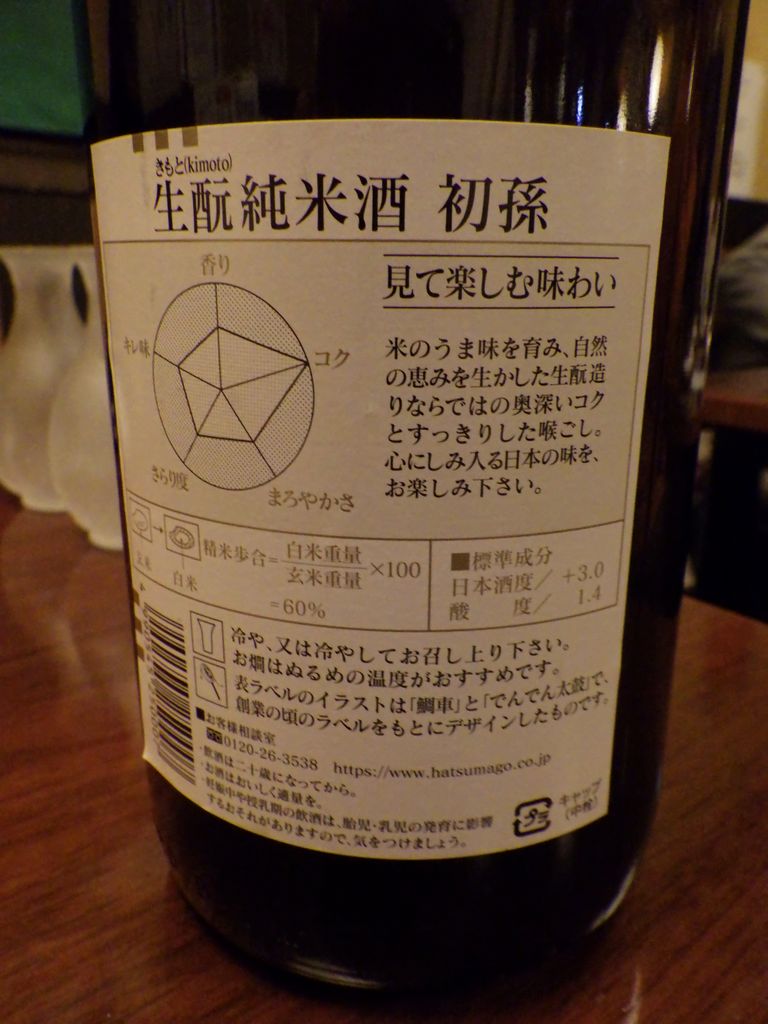 きもと(kimoto)
生酛純米酒 初孫
香り
コク
まろやかさ
さらり度
キレ味
見て楽しむ味わい
米のうま味を育み、自然
の恵みを生かした生酛造
りならではの奥深いコク
とすっきりした喉ごし。
心にしみ入る日本の味を、
お楽しみ下さい。
玄米
白米
精米歩合=白米重量/玄米重量×100
=60%
■標準成分
日本酒度/ +3.0
酸 度/ 1.4
冷や、又は冷やしてお召し上り下さい。
お燗はぬるめの温度がおすすめです。
表ラベルのイラストは「鯛車」と「でんでん太鼓」で、
創業の頃のラベルをもとにデザインしたものです。
■お客様相談室
0120-26-3538 https://www.hatsumago.co.jp
・飲酒は二十歳になってから。
・お酒はおいしく適量を。
・妊娠中や授乳期の飲酒は、胎児・乳児の発育に影響
するおそれがありますので、気をつけましょう。
プラ
キャップ
(中栓)